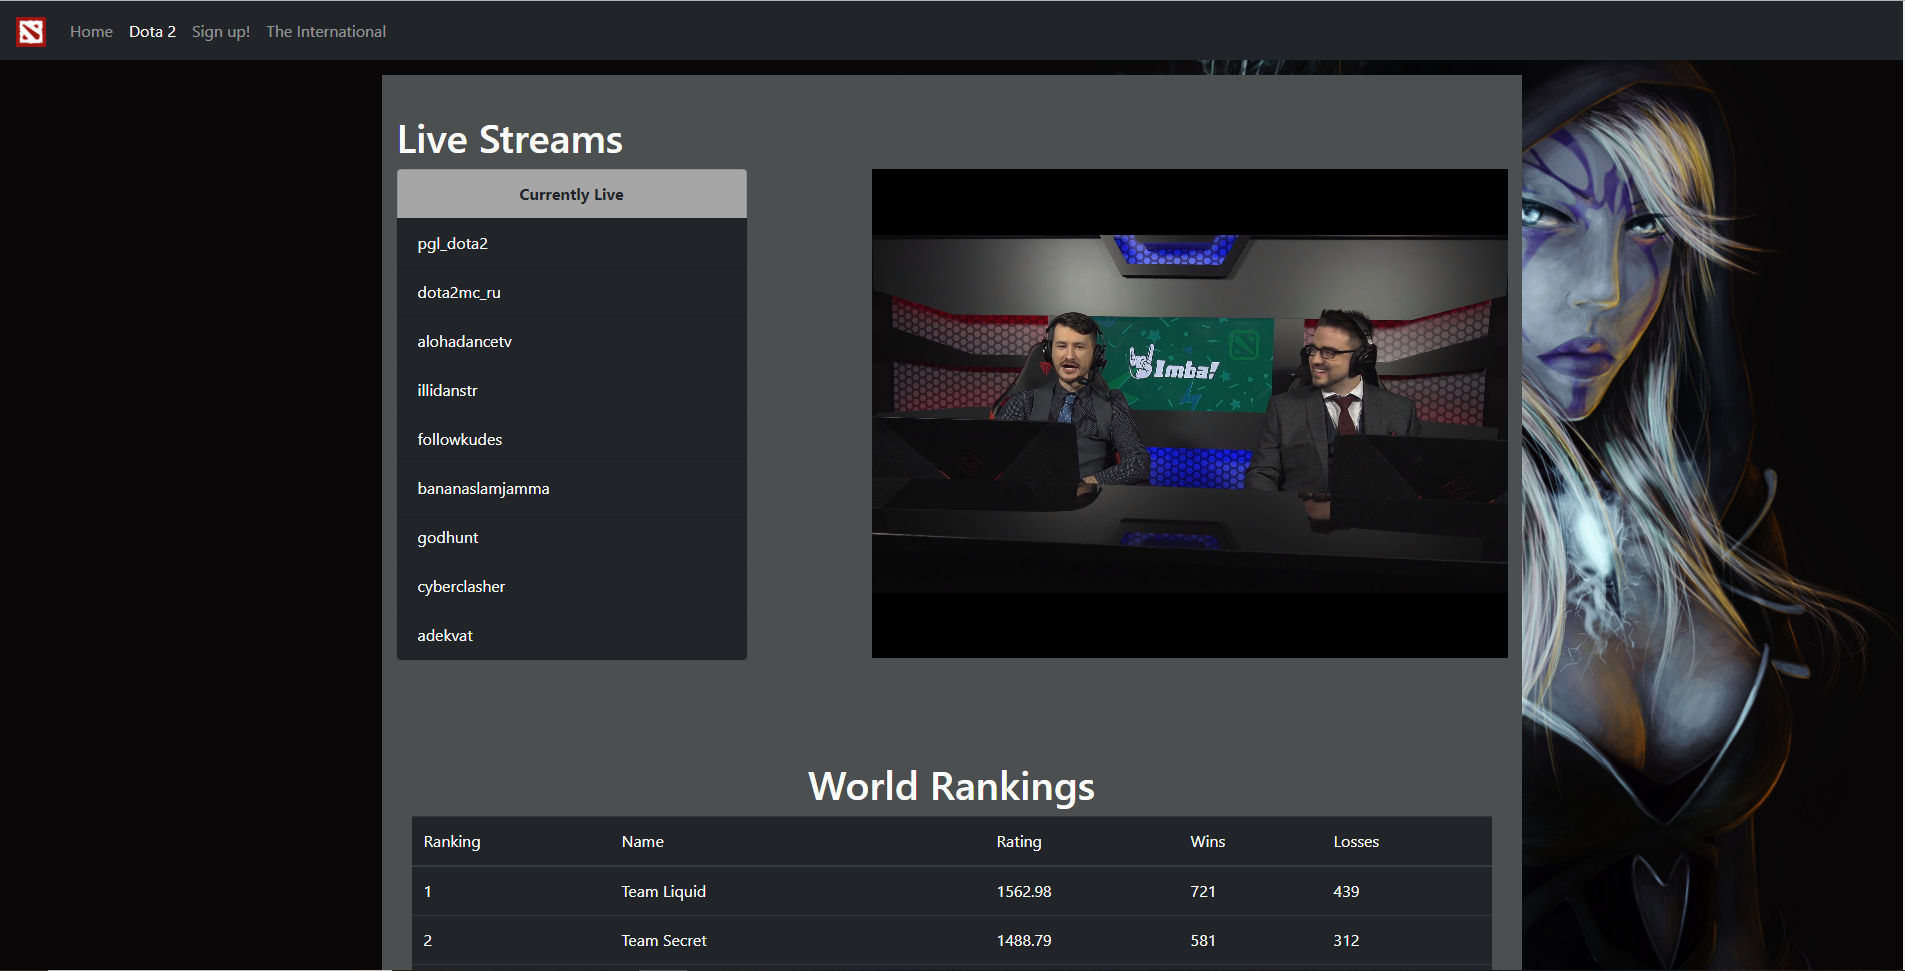 Home Dota 2 Sign up! The International
Live Streams
Currently Live
pgl_dota2
dota2mc_ru
alohadancetv
illidanstr
followkudes
bananaslamjamma
godhunt
cyberclasher
adekvat
Imba!
World Rankings
Ranking Name Rating Wins Losses
1 Team Liquid 1562.98 721 439
2 Team Secret 1488.79 581 312